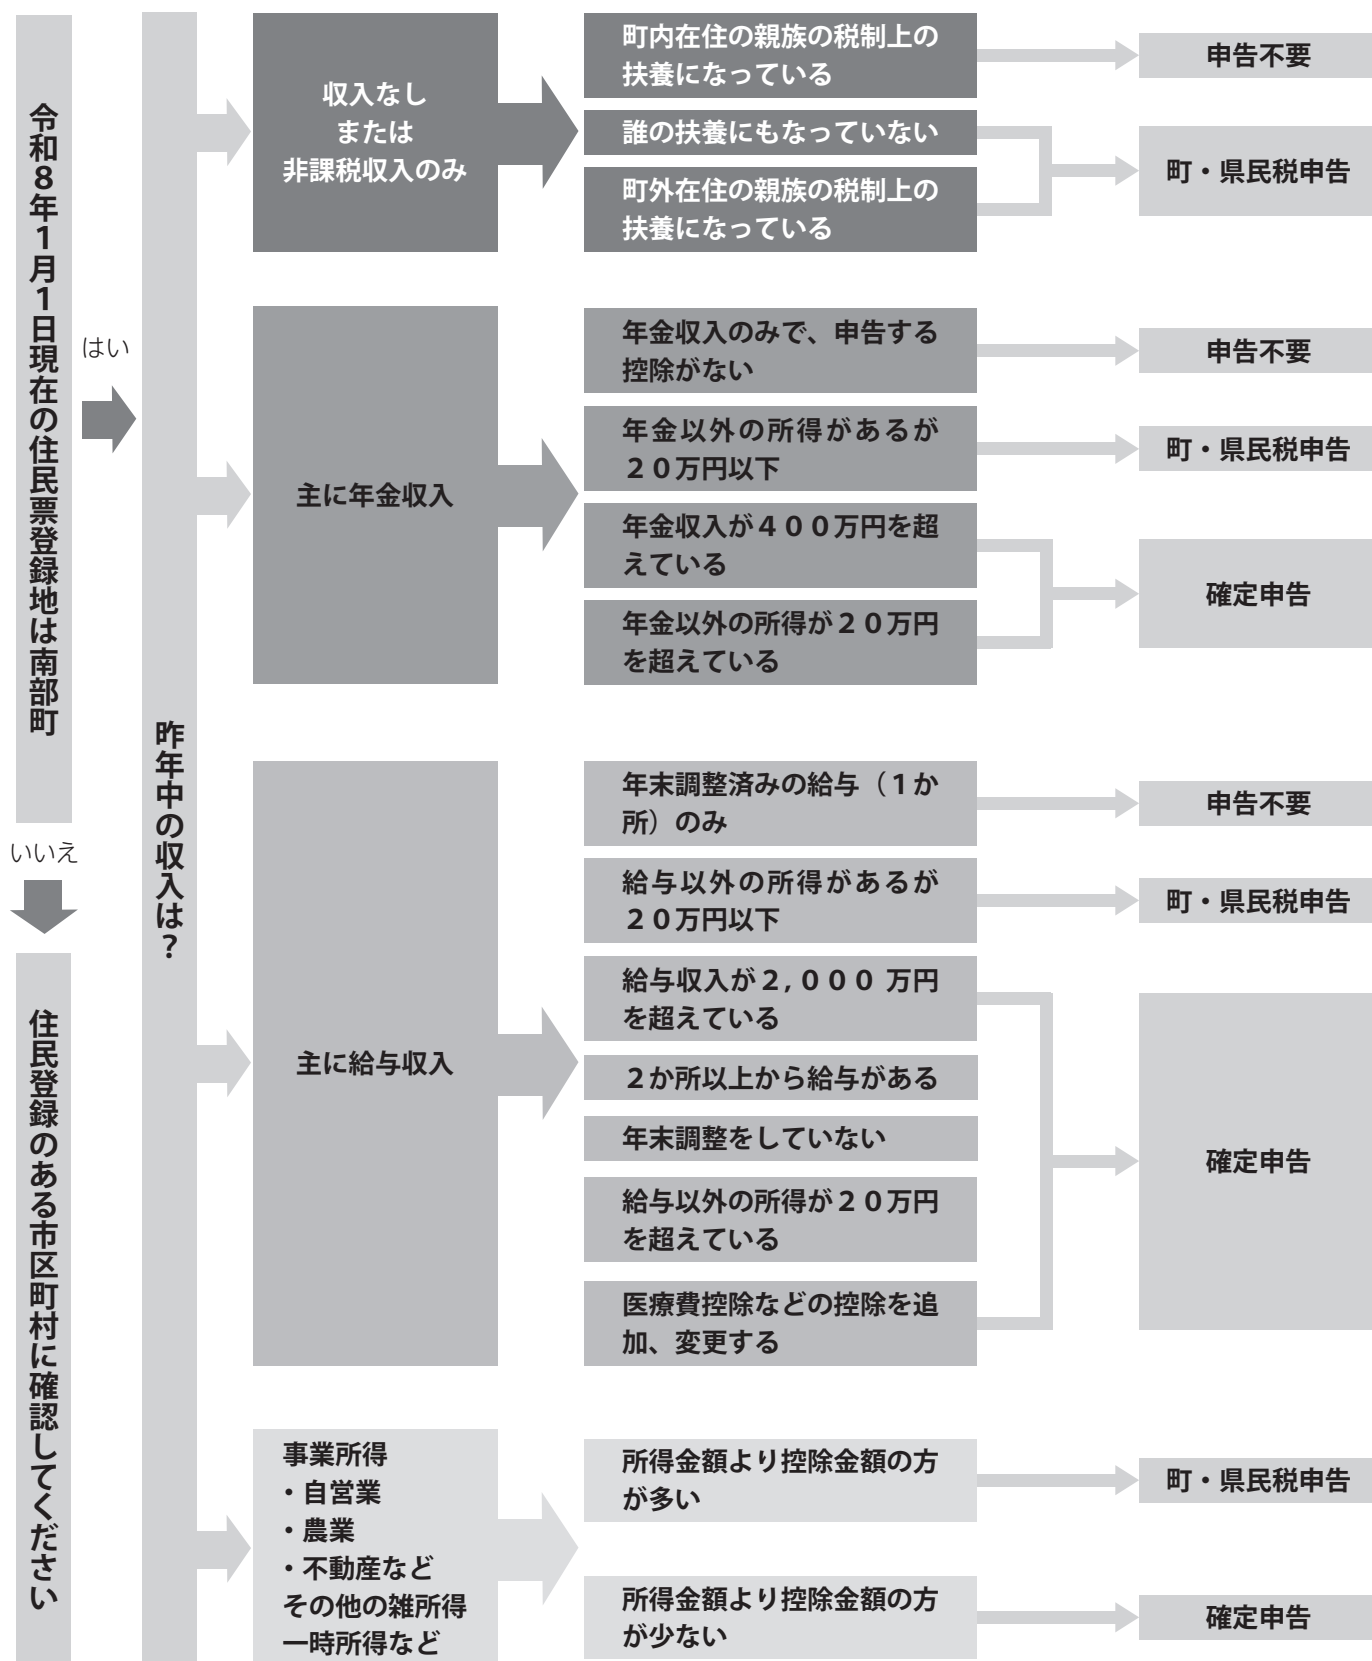 令和８年１月１日現在の住民票登録地は南部町
はい
いいえ
住民登録のある市区町村に確認してください
昨年中の収入は？
収入なし
または
非課税収入のみ
町内在住の親族の税制上の
扶養になっている
申告不要
誰の扶養にもなっていない
町外在住の親族の税制上の
扶養になっている
町・県民税申告
主に年金収入
年金収入のみで、申告する
控除がない
申告不要
年金以外の所得があるが
２０万円以下
町・県民税申告
年金収入が４００万円を超
えている
年金以外の所得が２０万円
を超えている
確定申告
主に給与収入
年末調整済みの給与（１か
所）のみ
申告不要
給与以外の所得があるが
２０万円以下
町・県民税申告
給与収入が２,０００ 万円
を超えている
２か所以上から給与がある
年末調整をしていない
給与以外の所得が２０万円
を超えている
医療費控除などの控除を追
加、変更する
確定申告
事業所得
・自営業
・農業
・不動産など
その他の雑所得
一時所得など
所得金額より控除金額の方
が多い
町・県民税申告
所得金額より控除金額の方
が少ない
確定申告